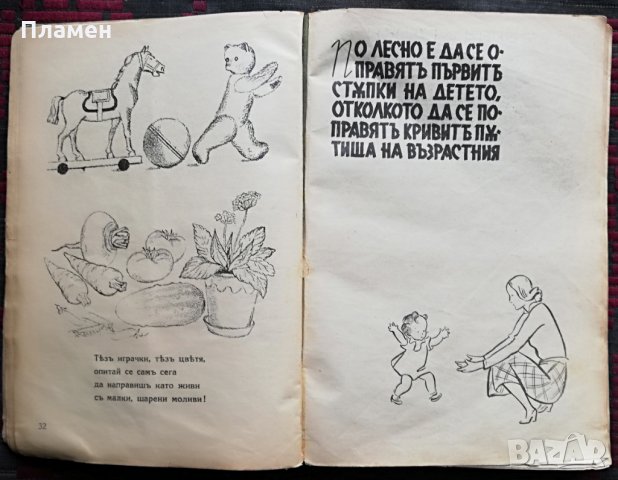 Пламен
Тѣзъ играчки, тѣзъ цвѣтя,
опитай се самъ сега
да направишъ като живи
съ малки, шарени моливи!
32
ПО ЛЕСНО Е ДА СЕ О-
ПРАВЯТЪ ПЪРВИТѢ
СТѪПКИ НА ДЕТЕТО,
ОТКОЛКОТО ДА СЕ ПО-
ПРАВЯТЪ КРИВИТѢ ПѪ-
ТИЩА НА ВЪЗРАСТНИЯ
BAZAR